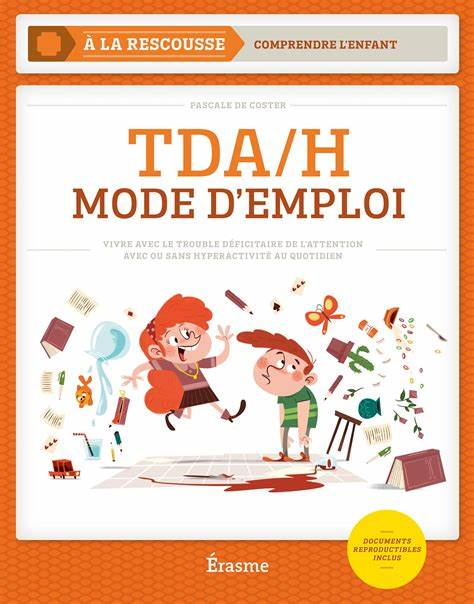 À LA RESCOUSSE
COMPRENDRE L'ENFANT
PASCALE DE COSTER
TDA/H
MODE D'EMPLOI
VIVRE AVEC LE TROUBLE DÉFICITAIRE DE L'ATTENTION
AVEC OU SANS HYPERACTIVITÉ AU QUOTIDIEN
DOCUMENTS
REPRODUCTIBLES
INCLUS
Érasme